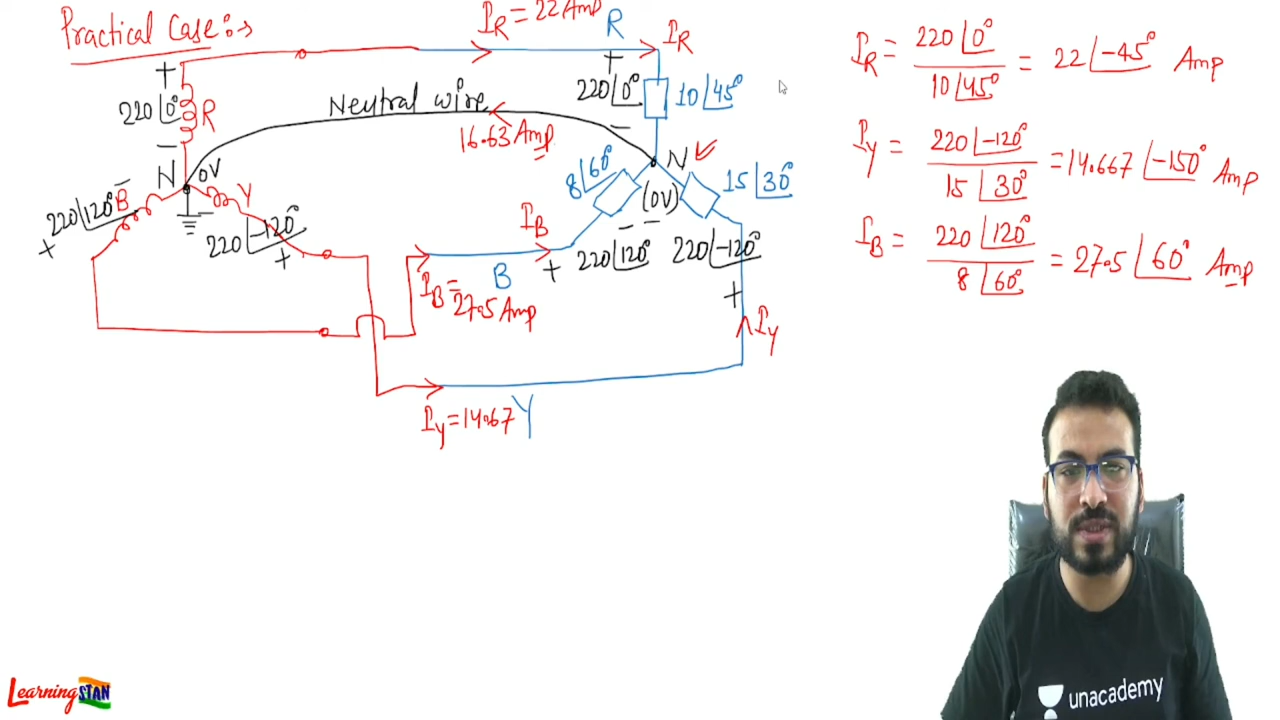 Practical Case:->
I_R = 22 Amp
R
I_R
+
220∠0°
R
-
+
220∠0°
-
10∠45°
Neutral wire
16.63 Amp
N
0V
N
(0V)
8∠60°
15∠30°
B
-
220∠120°
+
Y
220∠-120°
+
I_B
B
+
220∠120°
-
-
220∠-120°
+
I_B = 27.5 Amp
I_Y
I_Y = 14.67
Y
I_R = 220∠0° / 10∠45° = 22∠-45° Amp
I_Y = 220∠-120° / 15∠30° = 14.667∠-150° Amp
I_B = 220∠120° / 8∠60° = 27.5∠60° Amp
unacademy
Learning STAN